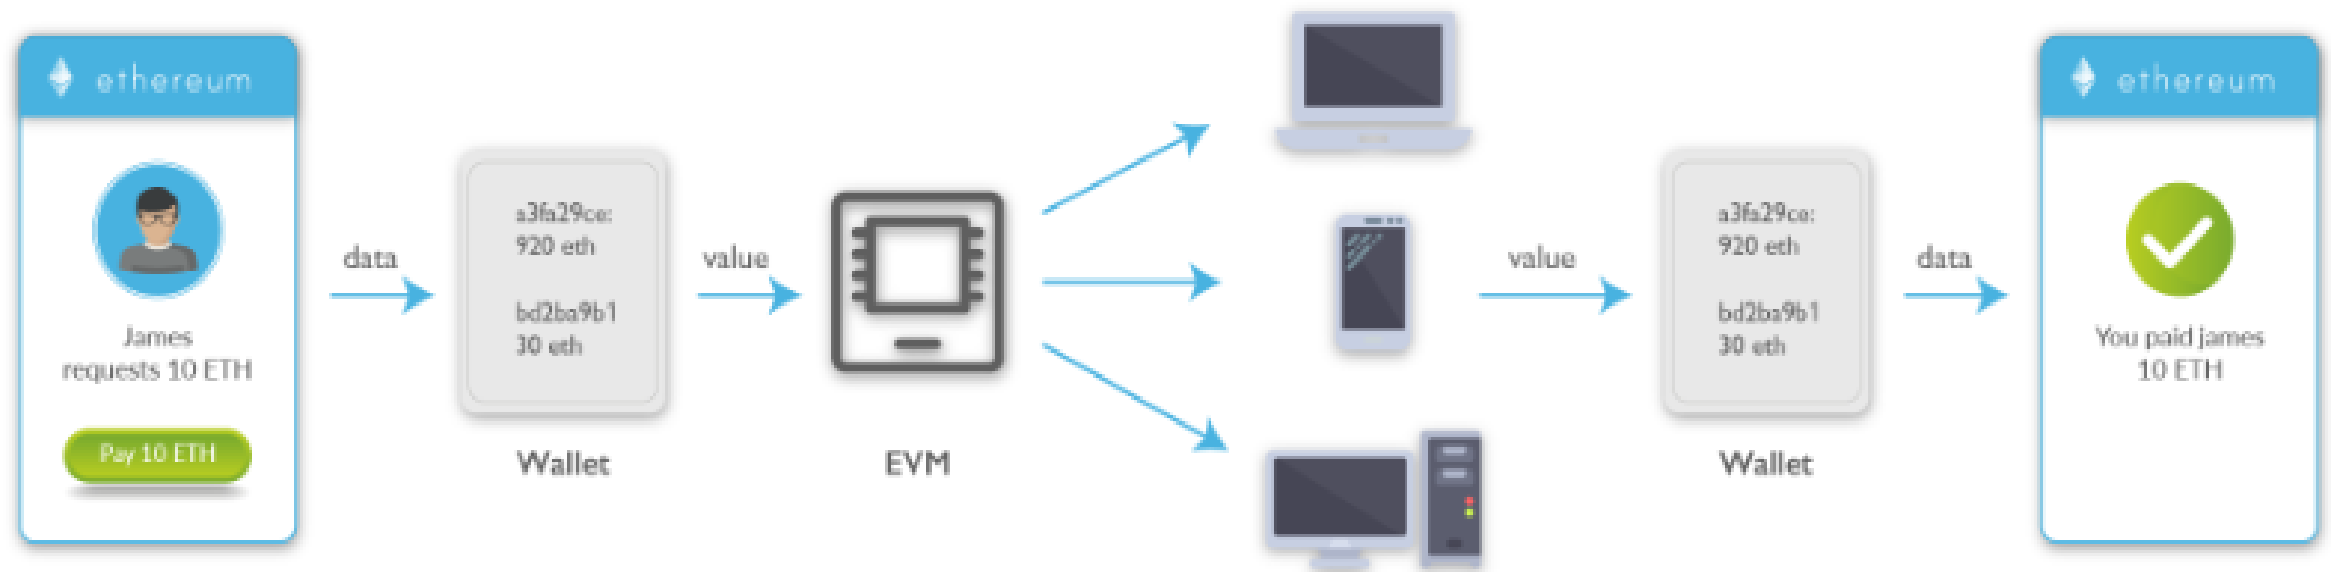 ethereum
James
requests 10 ETH
Pay 10 ETH
data
a3fa29ce:
920 eth
bd2ba9b1
30 eth
Wallet
value
EVM
value
a3fa29ce:
920 eth
bd2ba9b1
30 eth
Wallet
data
ethereum
You paid james
10 ETH